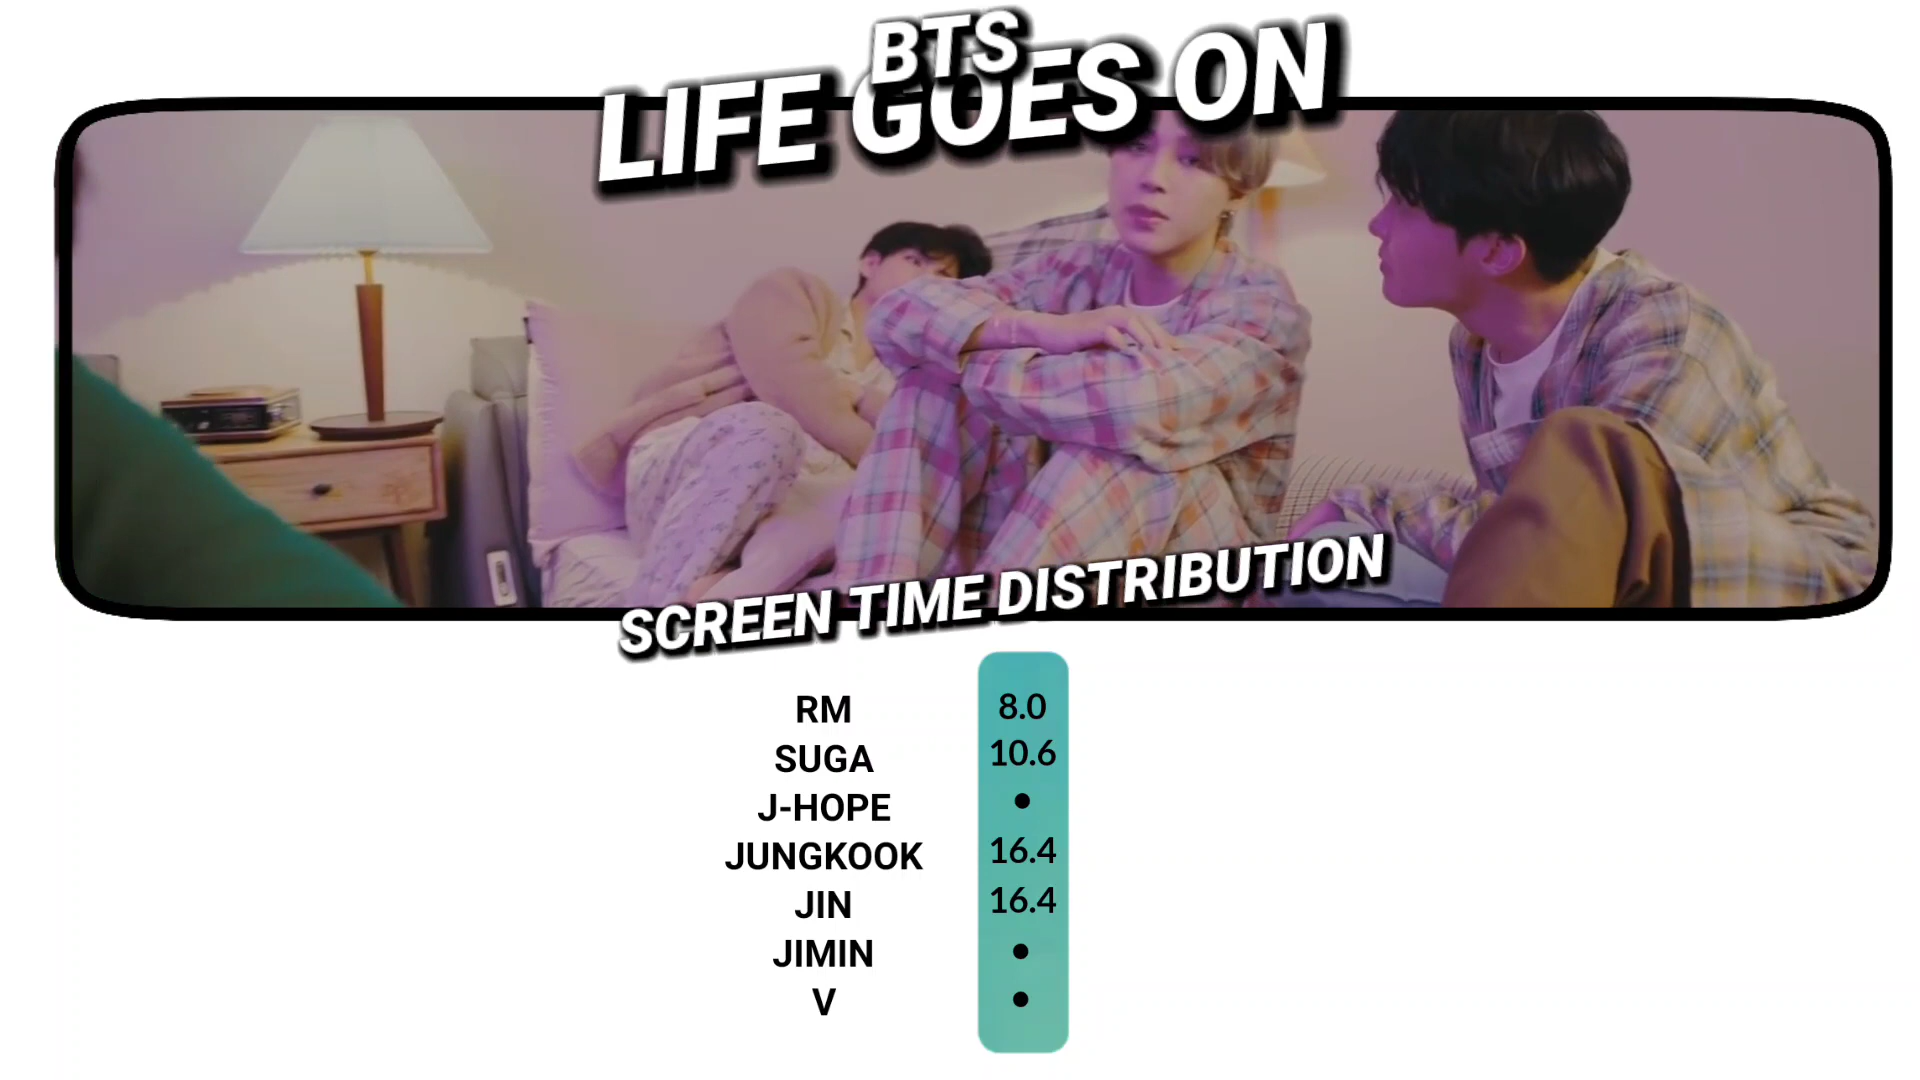 BTS
LIFE GOES ON
SCREEN TIME DISTRIBUTION
RM 8.0
SUGA 10.6
J-HOPE •
JUNGKOOK 16.4
JIN 16.4
JIMIN •
V •